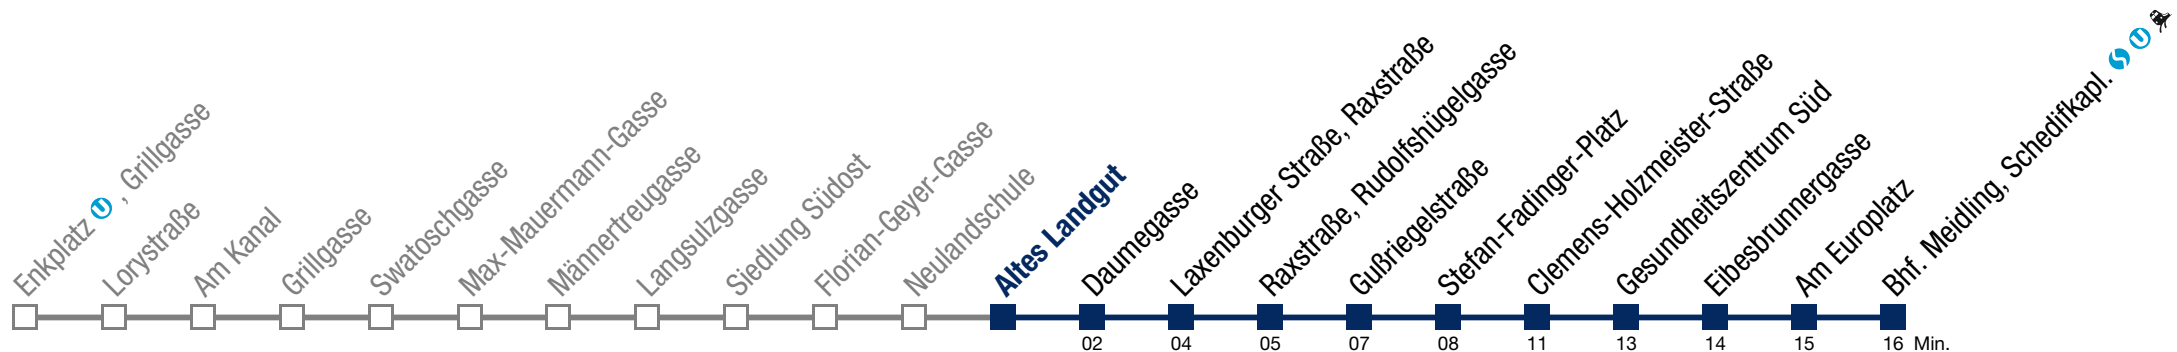 Enkplatz U, Grillgasse
Lorystraße
Am Kanal
Grillgasse
Swatoschgasse
Max-Mauermann-Gasse
Männertreugasse
Langsulzgasse
Siedlung Südost
Florian-Geyer-Gasse
Neulandschule
Altes Landgut
Daumegasse
Laxenburger Straße, Raxstraße
Raxstraße, Rudolfshügelgasse
Gußriegelstraße
Stefan-Fadinger-Platz
Clemens-Holzmeister-Straße
Gesundheitszentrum Süd
Eibesbrunnergasse
Am Europlatz
Bhf. Meidling, Schedifkapl. S U
02 04 05 07 08 11 13 14 15 16 Min.